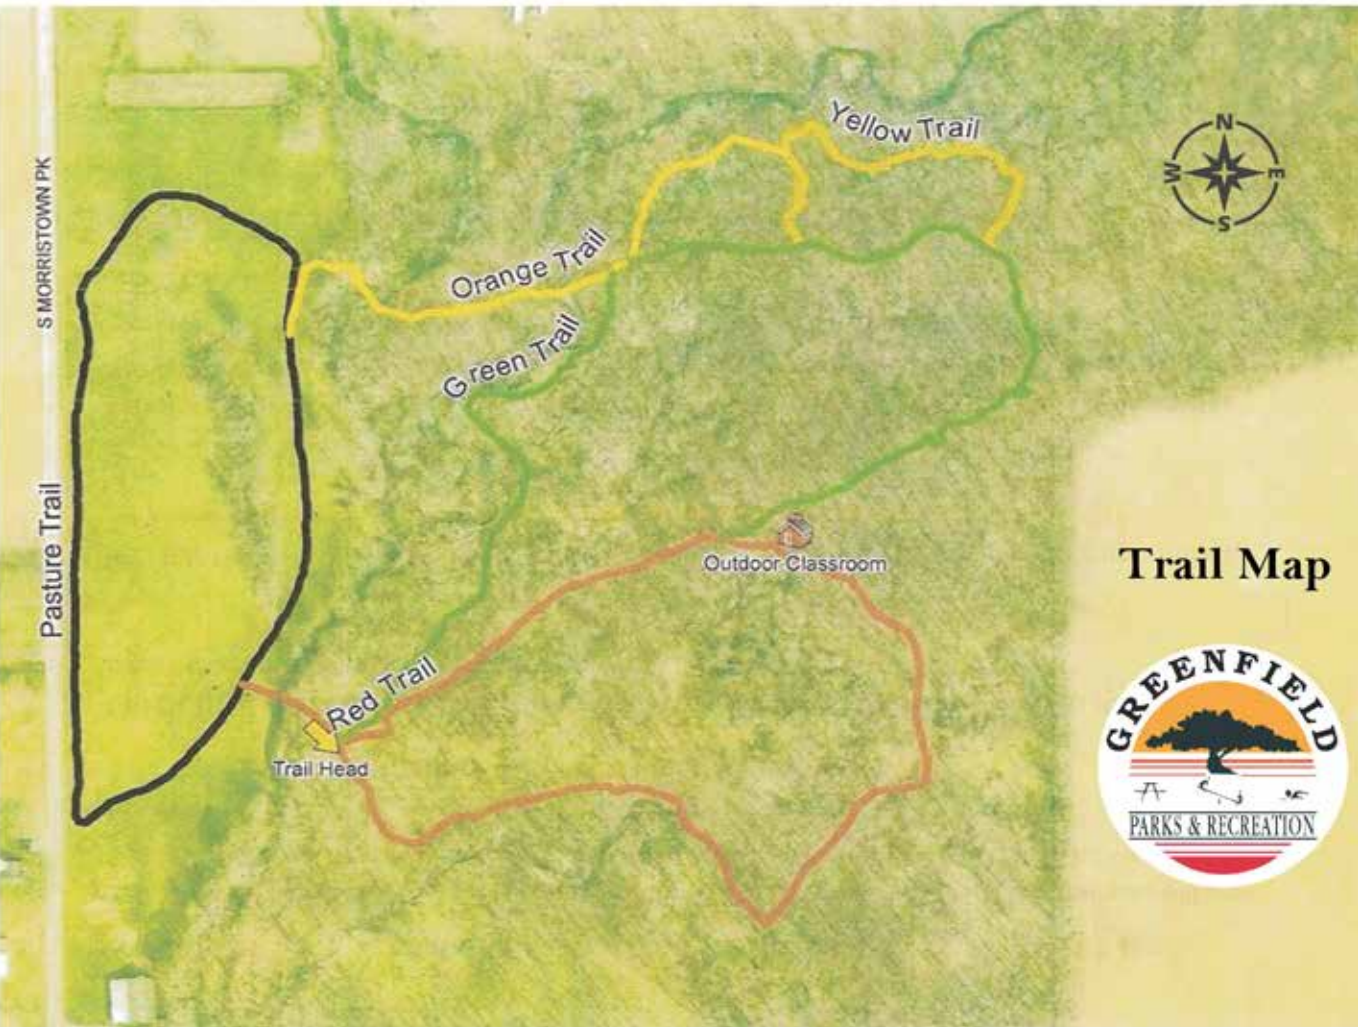 Yellow Trail
N
W
E
S
S MORRISTOWN PK
Orange Trail
Green Trail
Pasture Trail
Outdoor Classroom
Trail Map
Red Trail
Trail Head
GREENFIELD
PARKS & RECREATION